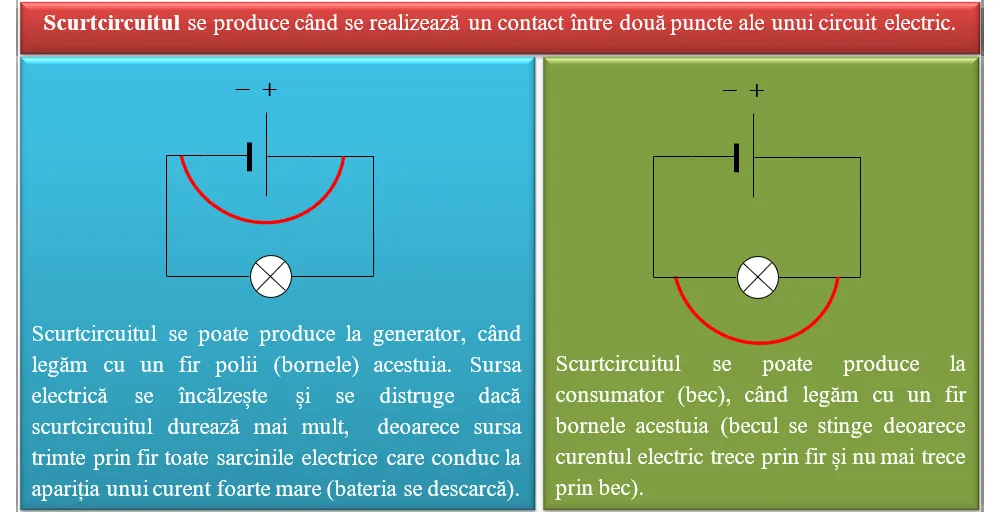 Scurtcircuitul se produce când se realizează un contact între două puncte ale unui circuit electric.
− +
Scurtcircuitul se poate produce la generator, când
legăm cu un fir polii (bornele) acestuia. Sursa
electrică se încălzește și se distruge dacă
scurtcircuitul durează mai mult, deoarece sursa
trimte prin fir toate sarcinile electrice care conduc la
apariția unui curent foarte mare (bateria se descarcă).
− +
Scurtcircuitul se poate produce la
consumator (bec), când legăm cu un fir
bornele acestuia (becul se stinge deoarece
curentul electric trece prin fir și nu mai trece
prin bec).